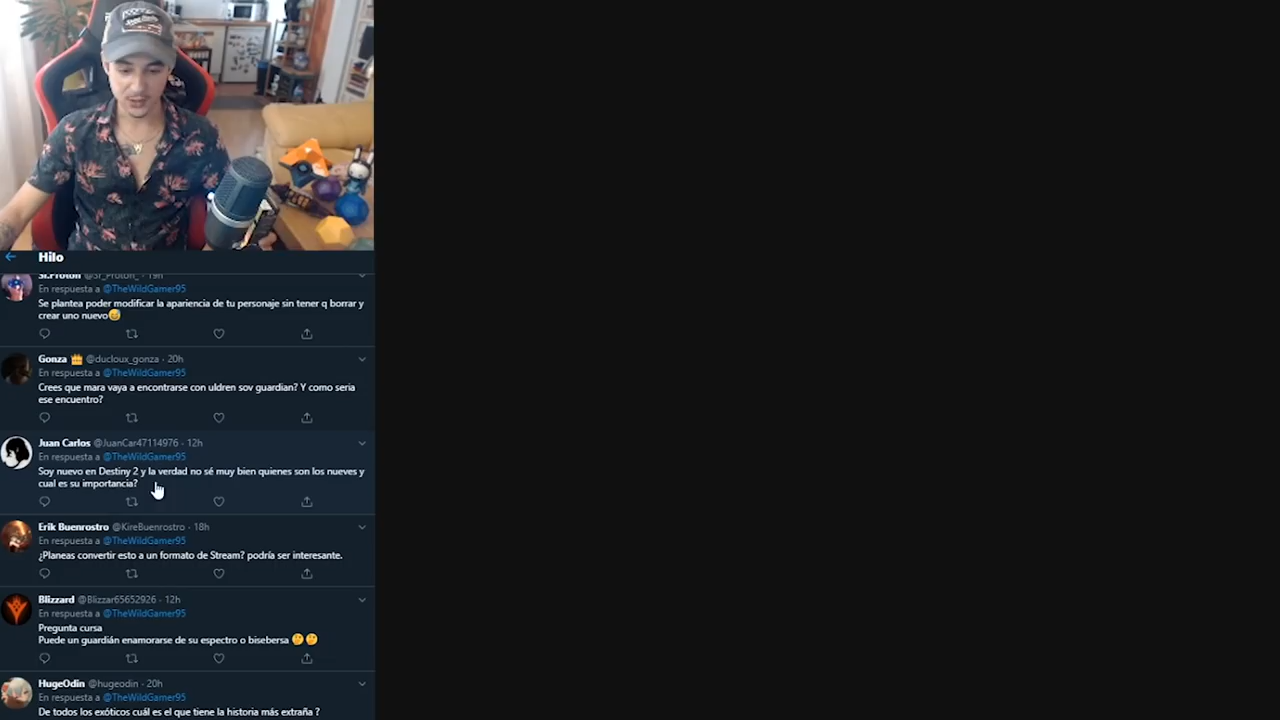 Hilo
Sr.Proton @Sr_Proton_ · 19h
En respuesta a @TheWildGamer95
Se plantea poder modificar la apariencia de tu personaje sin tener q borrar y
crear uno nuevo😅
Gonza 👑 @ducloux_gonza · 20h
En respuesta a @TheWildGamer95
Crees que mara vaya a encontrarse con uldren sov guardian? Y como seria
ese encuentro?
Juan Carlos @JuanCar47114976 · 12h
En respuesta a @TheWildGamer95
Soy nuevo en Destiny 2 y la verdad no sé muy bien quienes son los nueves y
cual es su importancia?
Erik Buenrostro @KireBuenrostro · 18h
En respuesta a @TheWildGamer95
¿Planeas convertir esto a un formato de Stream? podría ser interesante.
Blizzard @Blizzar65652926 · 12h
En respuesta a @TheWildGamer95
Pregunta cursa
Puede un guardián enamorarse de su espectro o bisebersa 🤔🤔
HugeOdin @hugeodin · 20h
En respuesta a @TheWildGamer95
De todos los exóticos cuál es el que tiene la historia más extraña ?